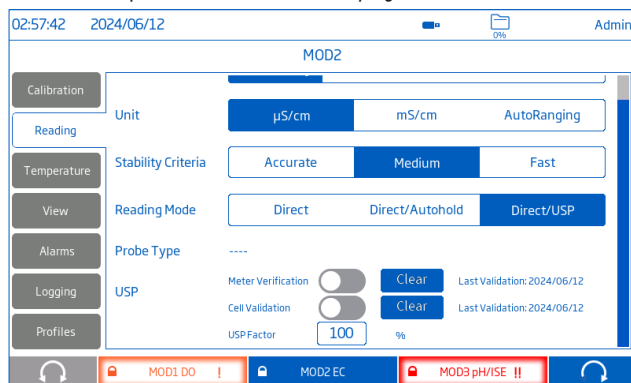 02:57:42 2024/06/12 0% Admin
MOD2
Calibration
Unit µS/cm mS/cm AutoRanging
Reading
Stability Criteria Accurate Medium Fast
Temperature
View Reading Mode Direct Direct/Autohold Direct/USP
Alarms Probe Type ----
Meter Verification Clear Last Validation: 2024/06/12
Logging USP
Cell Validation Clear Last Validation: 2024/06/12
Profiles USP Factor 100 %
MOD1 DO ! MOD2 EC MOD3 pH/ISE !!